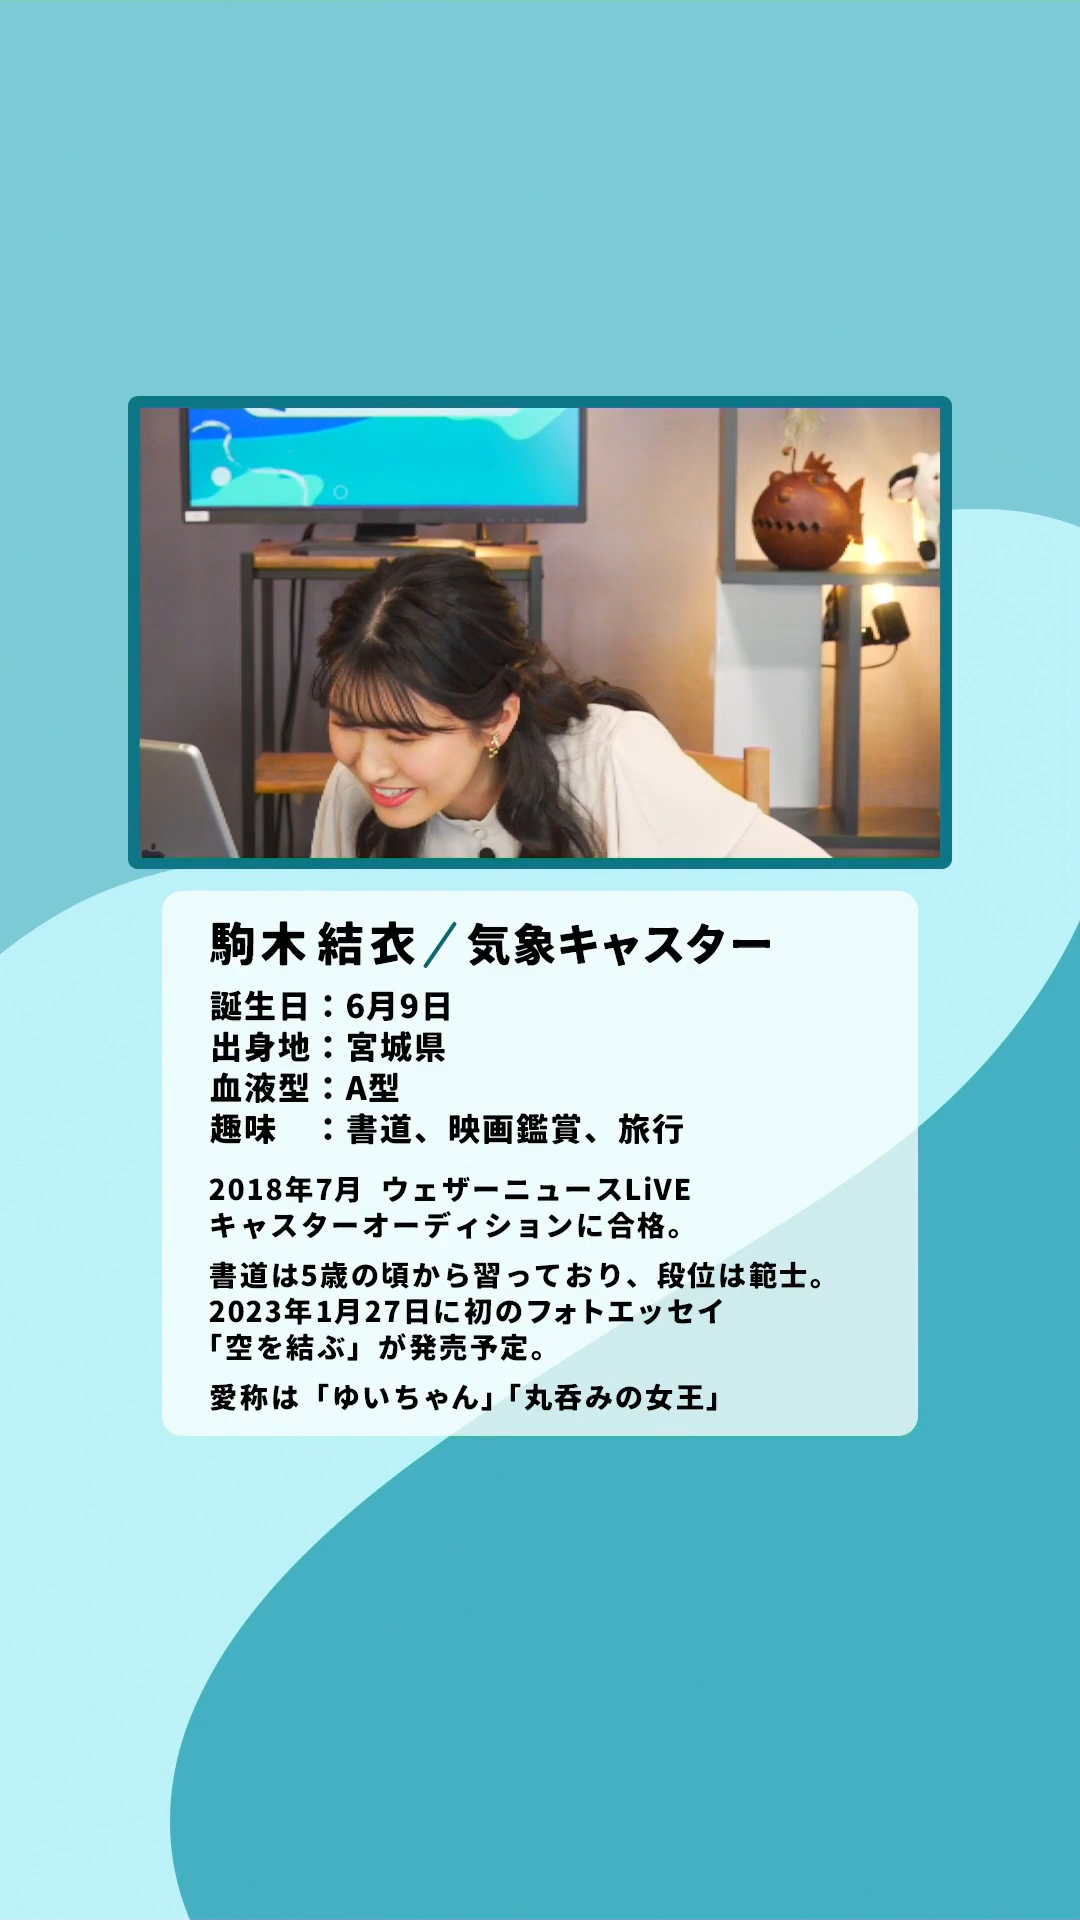 駒木 結衣／気象キャスター
誕生日：6月9日
出身地：宮城県
血液型：A型
趣味　：書道、映画鑑賞、旅行
2018年7月 ウェザーニュースLiVE
キャスターオーディションに合格。
書道は5歳の頃から習っており、段位は範士。
2023年1月27日に初のフォトエッセイ
「空を結ぶ」が発売予定。
愛称は「ゆいちゃん」「丸呑みの女王」